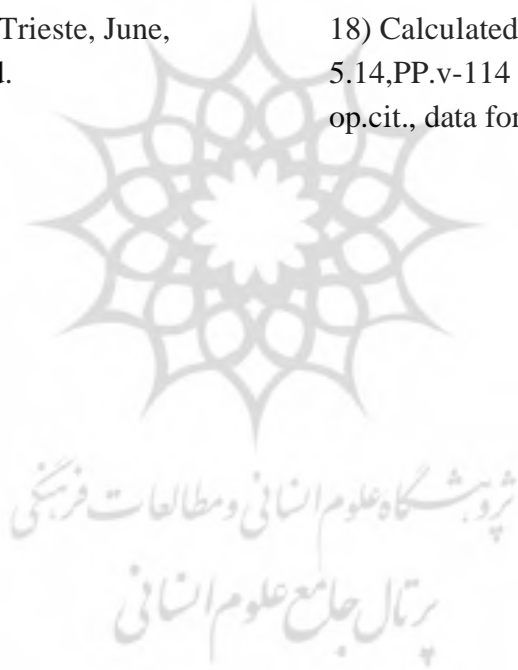 Trieste, June,
l.
18) Calculated
5.14,PP.v-114
op.cit., data for
پژوهشگاه علوم انسانی و مطالعات فرهنگی
پرتال جامع علوم انسانی